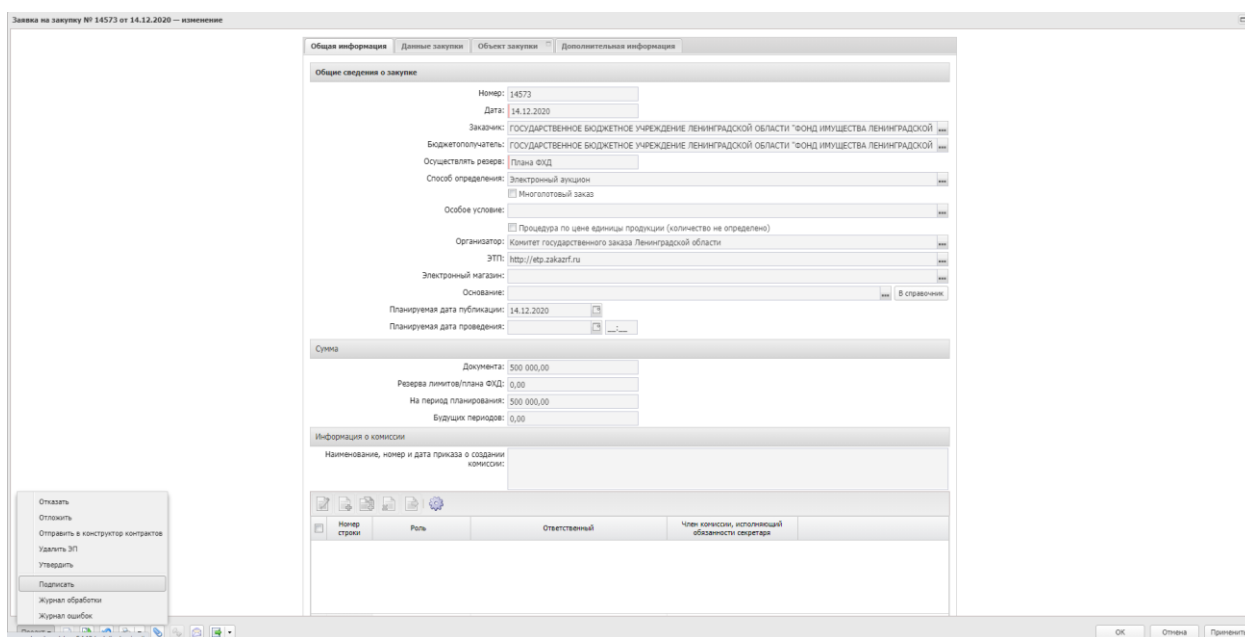 Заявка на закупку № 14573 от 14.12.2020 — изменение
Общая информация Данные закупки Объект закупки Дополнительная информация
Общие сведения о закупке
Номер: 14573
Дата: 14.12.2020
Заказчик: ГОСУДАРСТВЕННОЕ БЮДЖЕТНОЕ УЧРЕЖДЕНИЕ ЛЕНИНГРАДСКОЙ ОБЛАСТИ "ФОНД ИМУЩЕСТВА ЛЕНИНГРАДСКОЙ ...
Бюджетополучатель: ГОСУДАРСТВЕННОЕ БЮДЖЕТНОЕ УЧРЕЖДЕНИЕ ЛЕНИНГРАДСКОЙ ОБЛАСТИ "ФОНД ИМУЩЕСТВА ЛЕНИНГРАДСКОЙ ...
Осуществлять резерв: Плана ФХД
Способ определения: Электронный аукцион ...
Многолотовый заказ
Особое условие: ...
Процедура по цене единицы продукции (количество не определено)
Организатор: Комитет государственного заказа Ленинградской области ...
ЭТП: http://etp.zakazrf.ru ...
Электронный магазин: ...
Основание: ... В справочник
Планируемая дата публикации: 14.12.2020
Планируемая дата проведения: __:__
Сумма
Документа: 500 000,00
Резерва лимитов/плана ФХД: 0,00
На период планирования: 500 000,00
Будущих периодов: 0,00
Информация о комиссии
Наименование, номер и дата приказа о создании
комиссии:
Номер строки Роль Ответственный Член комиссии, исполняющий обязанности секретаря
Отказать
Отложить
Отправить в конструктор контрактов
Удалить ЭП
Утвердить
Подписать
Журнал обработки
Журнал ошибок
ОК Отмена Применить